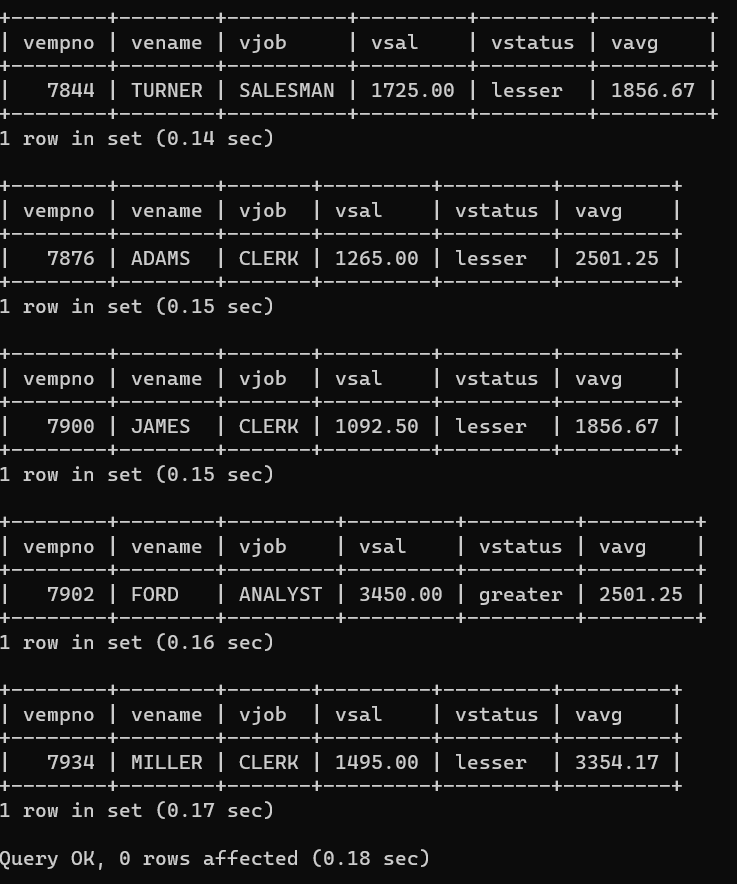 +--------+--------+----------+---------+---------+---------+
| vempno | vename | vjob     | vsal    | vstatus | vavg    |
+--------+--------+----------+---------+---------+---------+
|   7844 | TURNER | SALESMAN | 1725.00 | lesser  | 1856.67 |
+--------+--------+----------+---------+---------+---------+
1 row in set (0.14 sec)

+--------+--------+-------+---------+---------+---------+
| vempno | vename | vjob  | vsal    | vstatus | vavg    |
+--------+--------+-------+---------+---------+---------+
|   7876 | ADAMS  | CLERK | 1265.00 | lesser  | 2501.25 |
+--------+--------+-------+---------+---------+---------+
1 row in set (0.15 sec)

+--------+--------+-------+---------+---------+---------+
| vempno | vename | vjob  | vsal    | vstatus | vavg    |
+--------+--------+-------+---------+---------+---------+
|   7900 | JAMES  | CLERK | 1092.50 | lesser  | 1856.67 |
+--------+--------+-------+---------+---------+---------+
1 row in set (0.15 sec)

+--------+--------+---------+---------+---------+---------+
| vempno | vename | vjob    | vsal    | vstatus | vavg    |
+--------+--------+---------+---------+---------+---------+
|   7902 | FORD   | ANALYST | 3450.00 | greater | 2501.25 |
+--------+--------+---------+---------+---------+---------+
1 row in set (0.16 sec)

+--------+--------+-------+---------+---------+---------+
| vempno | vename | vjob  | vsal    | vstatus | vavg    |
+--------+--------+-------+---------+---------+---------+
|   7934 | MILLER | CLERK | 1495.00 | lesser  | 3354.17 |
+--------+--------+-------+---------+---------+---------+
1 row in set (0.17 sec)

Query OK, 0 rows affected (0.18 sec)